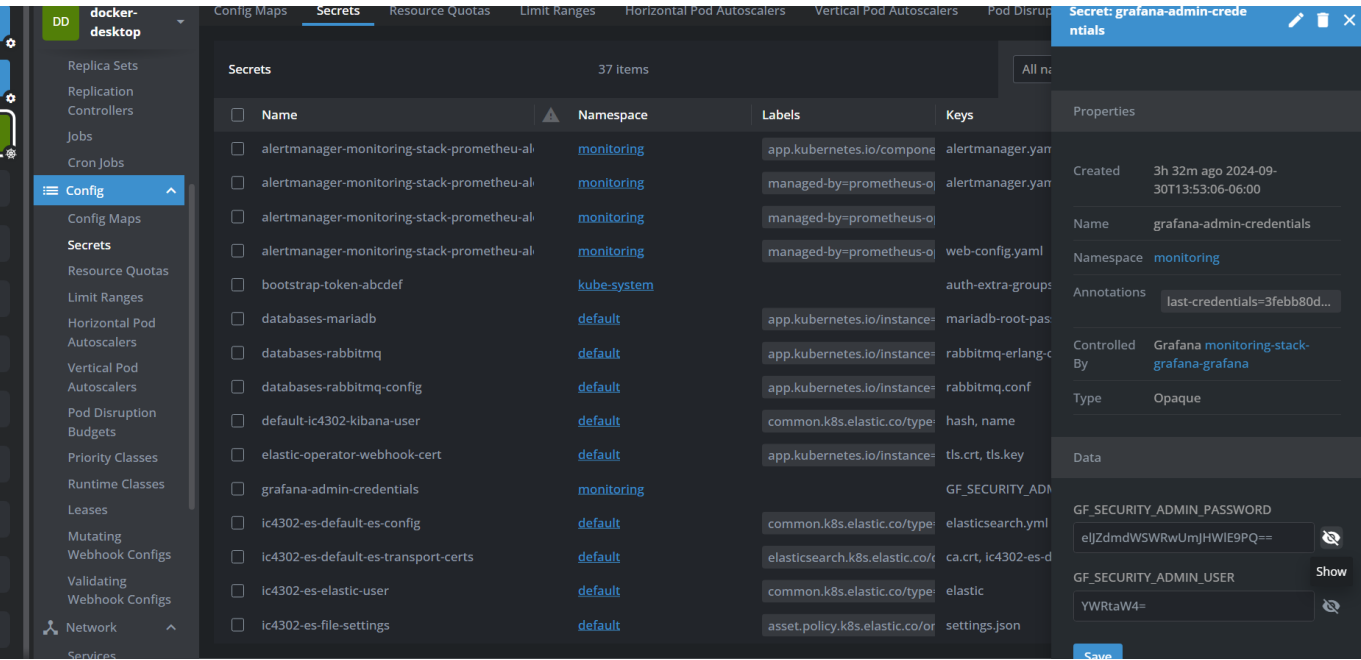 DD
docker-
desktop
Replica Sets
Replication
Controllers
Jobs
Cron Jobs
Config
Config Maps
Secrets
Resource Quotas
Limit Ranges
Horizontal Pod
Autoscalers
Vertical Pod
Autoscalers
Pod Disruption
Budgets
Priority Classes
Runtime Classes
Leases
Mutating
Webhook Configs
Validating
Webhook Configs
Network
Services
Config Maps Secrets Resource Quotas Limit Ranges Horizontal Pod Autoscalers Vertical Pod Autoscalers Pod Disrup
Secrets 37 items All na
Name Namespace Labels Keys
alertmanager-monitoring-stack-prometheu-al monitoring app.kubernetes.io/compone alertmanager.yam
alertmanager-monitoring-stack-prometheu-al monitoring managed-by=prometheus-o alertmanager.yam
alertmanager-monitoring-stack-prometheu-al monitoring managed-by=prometheus-o
alertmanager-monitoring-stack-prometheu-al monitoring managed-by=prometheus-o web-config.yaml
bootstrap-token-abcdef kube-system auth-extra-groups
databases-mariadb default app.kubernetes.io/instance= mariadb-root-pas
databases-rabbitmq default app.kubernetes.io/instance= rabbitmq-erlang-c
databases-rabbitmq-config default app.kubernetes.io/instance= rabbitmq.conf
default-ic4302-kibana-user default common.k8s.elastic.co/type= hash, name
elastic-operator-webhook-cert default app.kubernetes.io/instance= tls.crt, tls.key
grafana-admin-credentials monitoring GF_SECURITY_ADM
ic4302-es-default-es-config default common.k8s.elastic.co/type= elasticsearch.yml
ic4302-es-default-es-transport-certs default elasticsearch.k8s.elastic.co/c ca.crt, ic4302-es-d
ic4302-es-elastic-user default common.k8s.elastic.co/type= elastic
ic4302-es-file-settings default asset.policy.k8s.elastic.co/or settings.json
Secret: grafana-admin-crede
ntials
Properties
Created 3h 32m ago 2024-09-
30T13:53:06-06:00
Name grafana-admin-credentials
Namespace monitoring
Annotations last-credentials=3febb80d...
Controlled Grafana monitoring-stack-
By grafana-grafana
Type Opaque
Data
GF_SECURITY_ADMIN_PASSWORD
Show
GF_SECURITY_ADMIN_USER
YWRtaW4=
Save